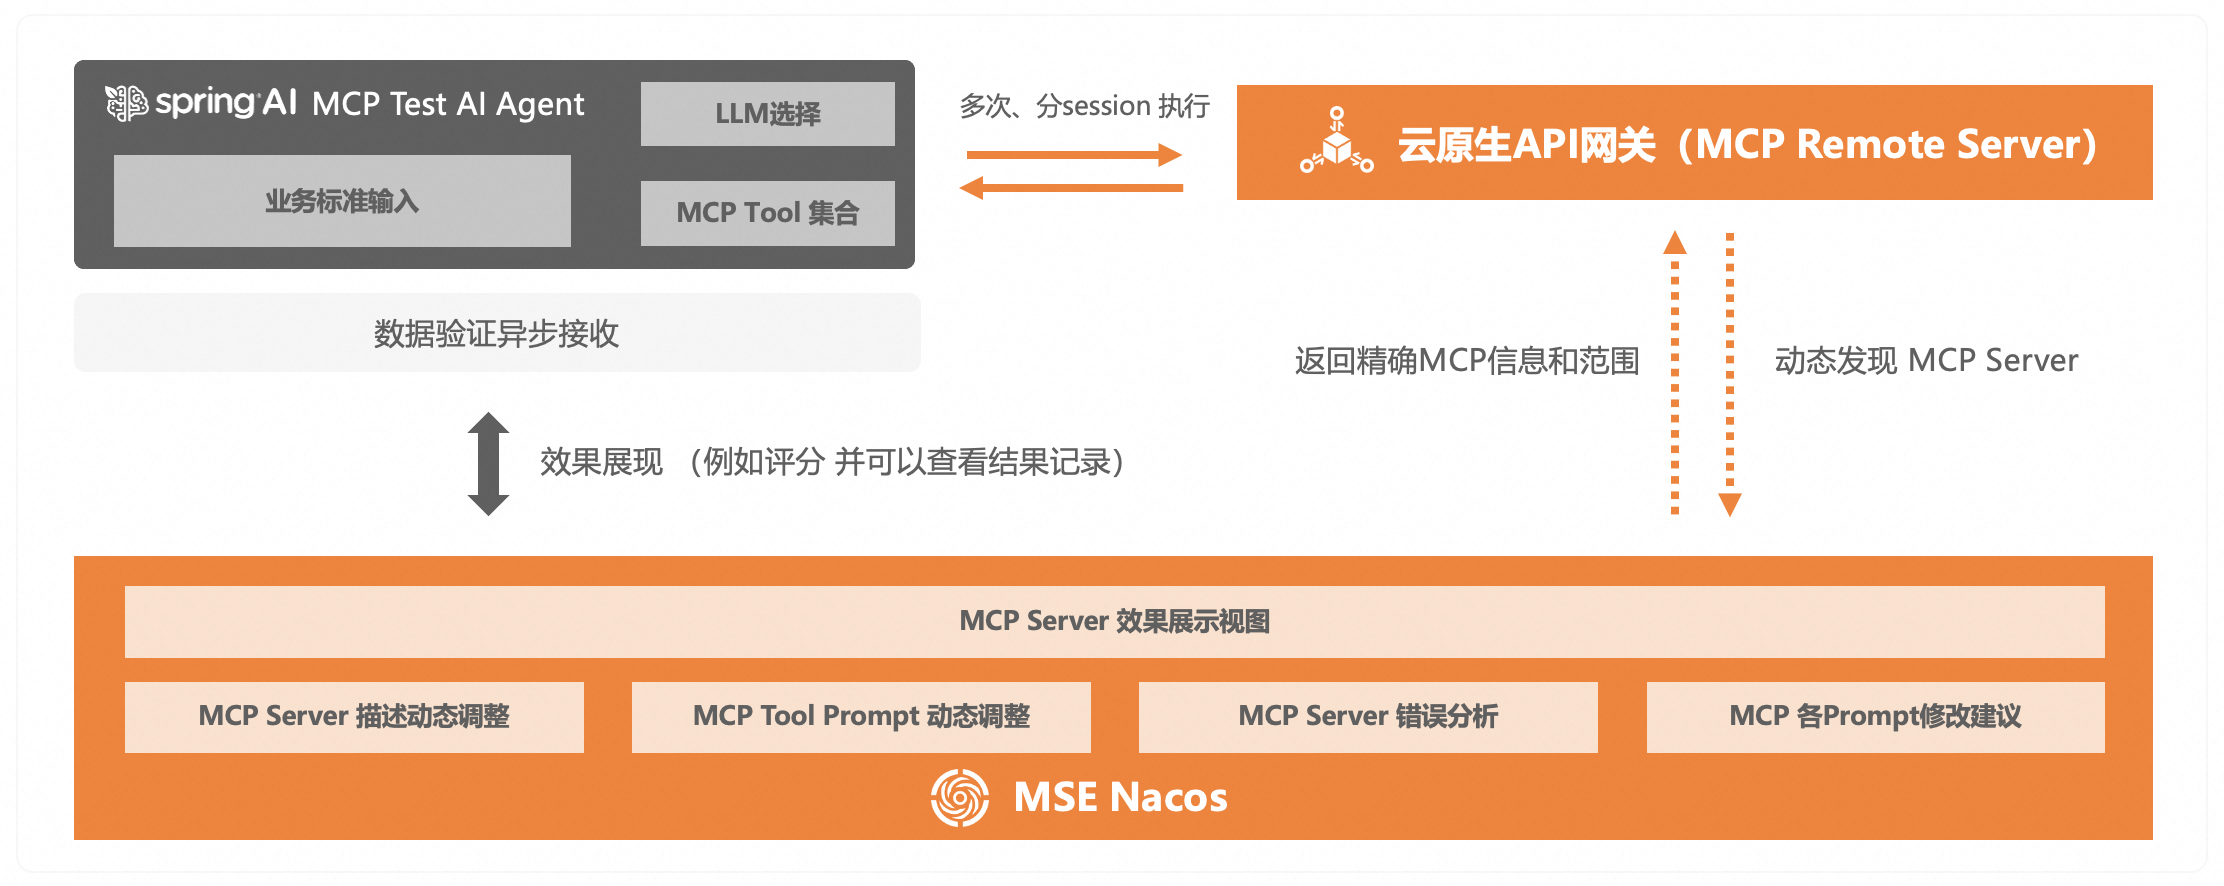 spring AI MCP Test AI Agent
LLM选择
业务标准输入
MCP Tool 集合
多次、分session 执行
云原生API网关（MCP Remote Server）
数据验证异步接收
返回精确MCP信息和范围
动态发现 MCP Server
效果展现 （例如评分 并可以查看结果记录）
MCP Server 效果展示视图
MCP Server 描述动态调整
MCP Tool Prompt 动态调整
MCP Server 错误分析
MCP 各Prompt修改建议
MSE Nacos